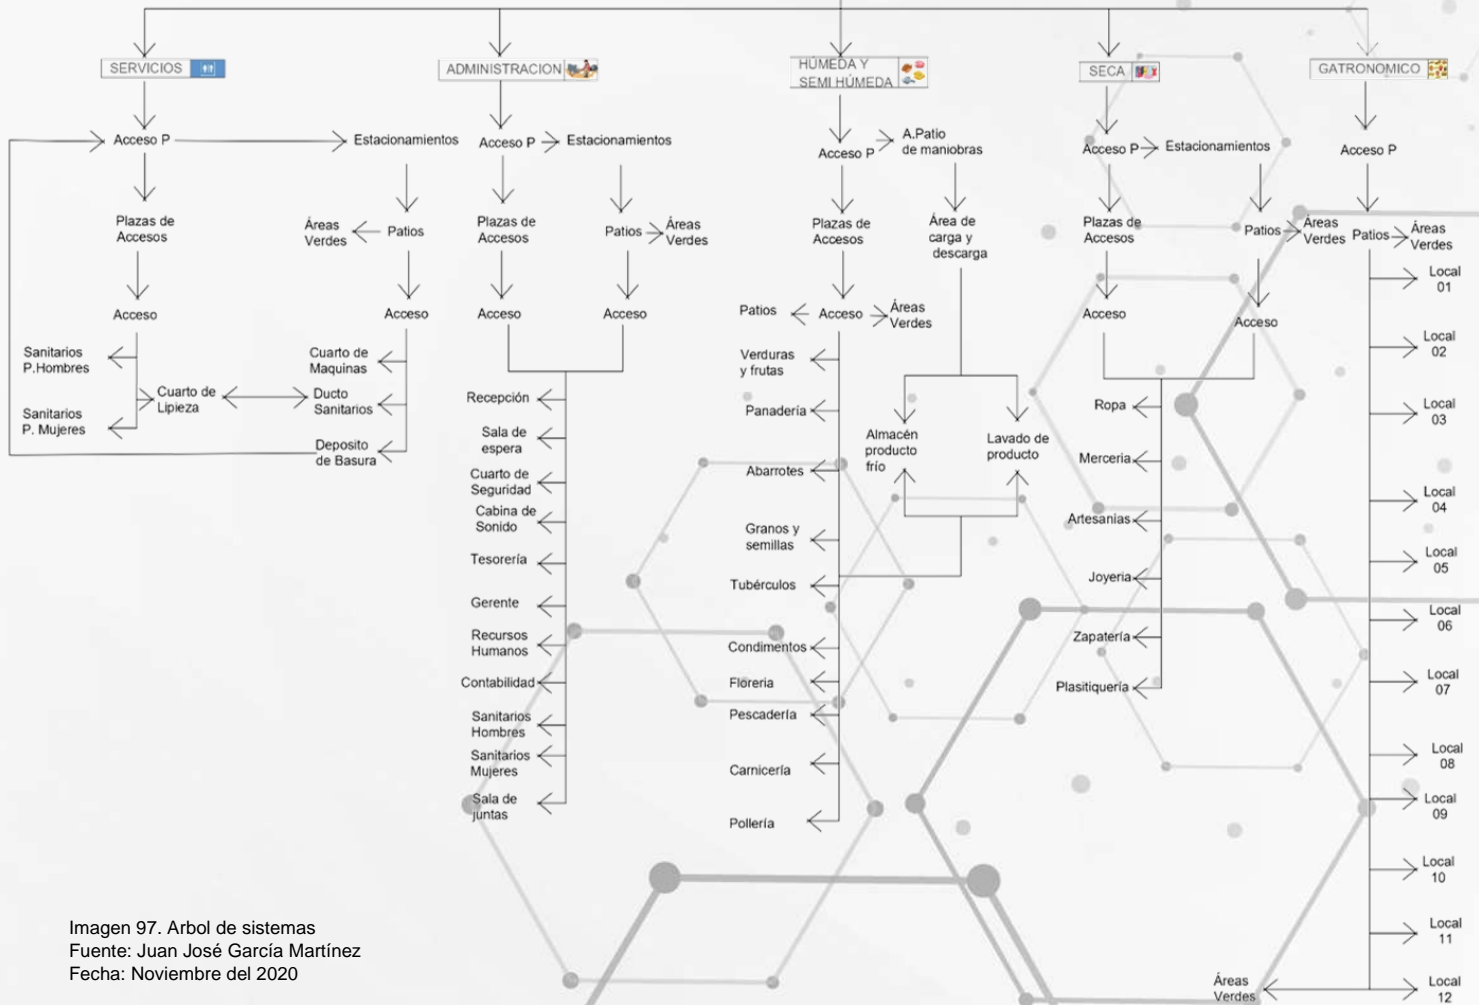 SERVICIOS
ADMINISTRACION
HÚMEDA Y
SEMI HÚMEDA
SECA
GATRONOMICO
Acceso P
Estacionamientos
Plazas de
Accesos
Áreas
Verdes
Patios
Acceso
Acceso
Sanitarios
P.Hombres
Cuarto de
Lipieza
Sanitarios
P. Mujeres
Cuarto de
Maquinas
Ducto
Sanitarios
Deposito
de Basura
Acceso P
Estacionamientos
Plazas de
Accesos
Patios
Áreas
Verdes
Acceso
Acceso
Recepción
Sala de
espera
Cuarto de
Seguridad
Cabina de
Sonido
Tesorería
Gerente
Recursos
Humanos
Contabilidad
Sanitarios
Hombres
Sanitarios
Mujeres
Sala de
juntas
Acceso P
A.Patio
de maniobras
Plazas de
Accesos
Área de
carga y
descarga
Patios
Acceso
Áreas
Verdes
Verduras
y frutas
Panadería
Abarrotes
Granos y
semillas
Tubérculos
Condimentos
Floreria
Pescadería
Carnicería
Pollería
Almacén
producto
frío
Lavado de
producto
Acceso P
Estacionamientos
Plazas de
Accesos
Patios
Áreas
Verdes
Acceso
Acceso
Ropa
Merceria
Artesanias
Joyeria
Zapatería
Plasitiquería
Acceso P
Patios
Áreas
Verdes
Local
01
Local
02
Local
03
Local
04
Local
05
Local
06
Local
07
Local
08
Local
09
Local
10
Local
11
Áreas
Verdes
Local
12
Imagen 97. Arbol de sistemas
Fuente: Juan José García Martínez
Fecha: Noviembre del 2020